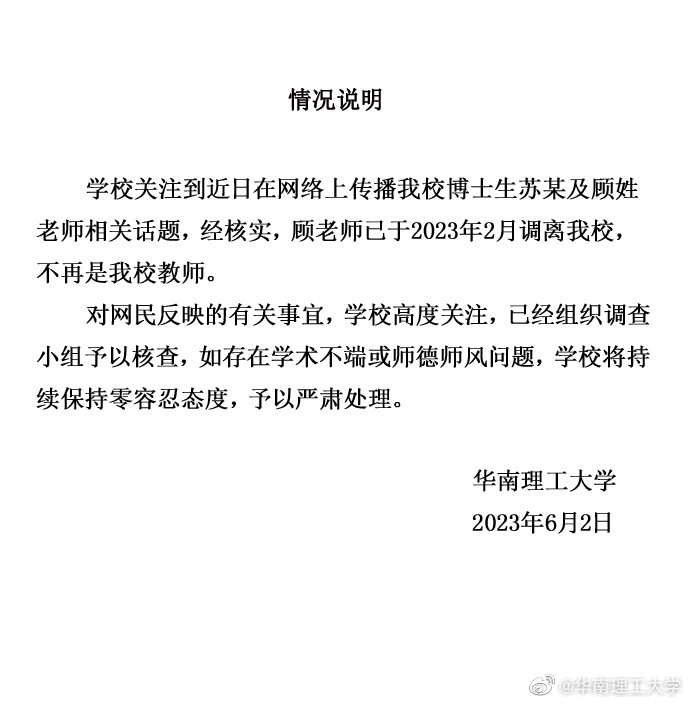 情况说明
学校关注到近日在网络上传播我校博士生苏某及顾姓
老师相关话题，经核实，顾老师已于2023年2月调离我校，
不再是我校教师。
对网民反映的有关事宜，学校高度关注，已经组织调查
小组予以核查，如存在学术不端或师德师风问题，学校将持
续保持零容忍态度，予以严肃处理。
华南理工大学
2023年6月2日
@华南理工大学